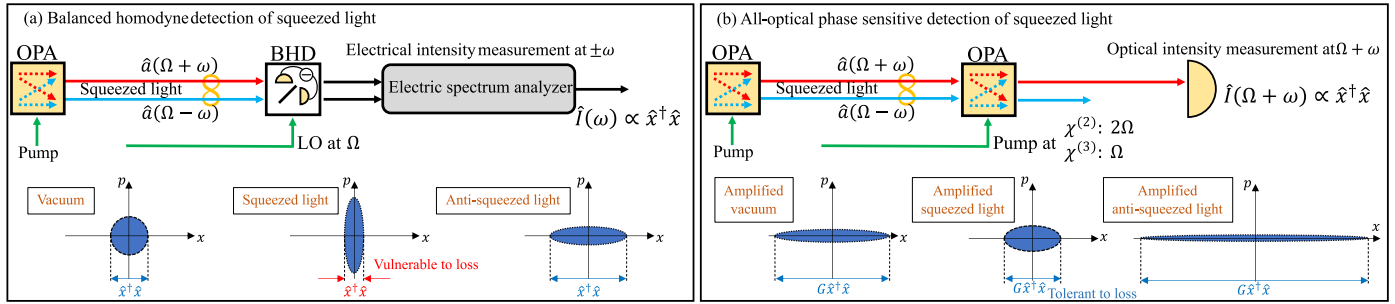 (a) Balanced homodyne detection of squeezed light
OPA
â(Ω + ω)
Squeezed light
â(Ω − ω)
Pump
BHD
LO at Ω
Electrical intensity measurement at ±ω
Electric spectrum analyzer
Î(ω) ∝ x̂†x̂
Vacuum
p
x
x̂†x̂
Squeezed light
p
x
Vulnerable to loss
x̂†x̂
Anti-squeezed light
p
x
x̂†x̂
(b) All-optical phase sensitive detection of squeezed light
OPA
â(Ω + ω)
Squeezed light
â(Ω − ω)
Pump
OPA
Pump at
χ(2): 2Ω
χ(3): Ω
Optical intensity measurement at Ω + ω
Î(Ω + ω) ∝ x̂†x̂
Amplified
vacuum
p
x
Gx̂†x̂
Amplified
squeezed light
p
x
Gx̂†x̂
Tolerant to loss
Amplified
anti-squeezed light
p
x
Gx̂†x̂